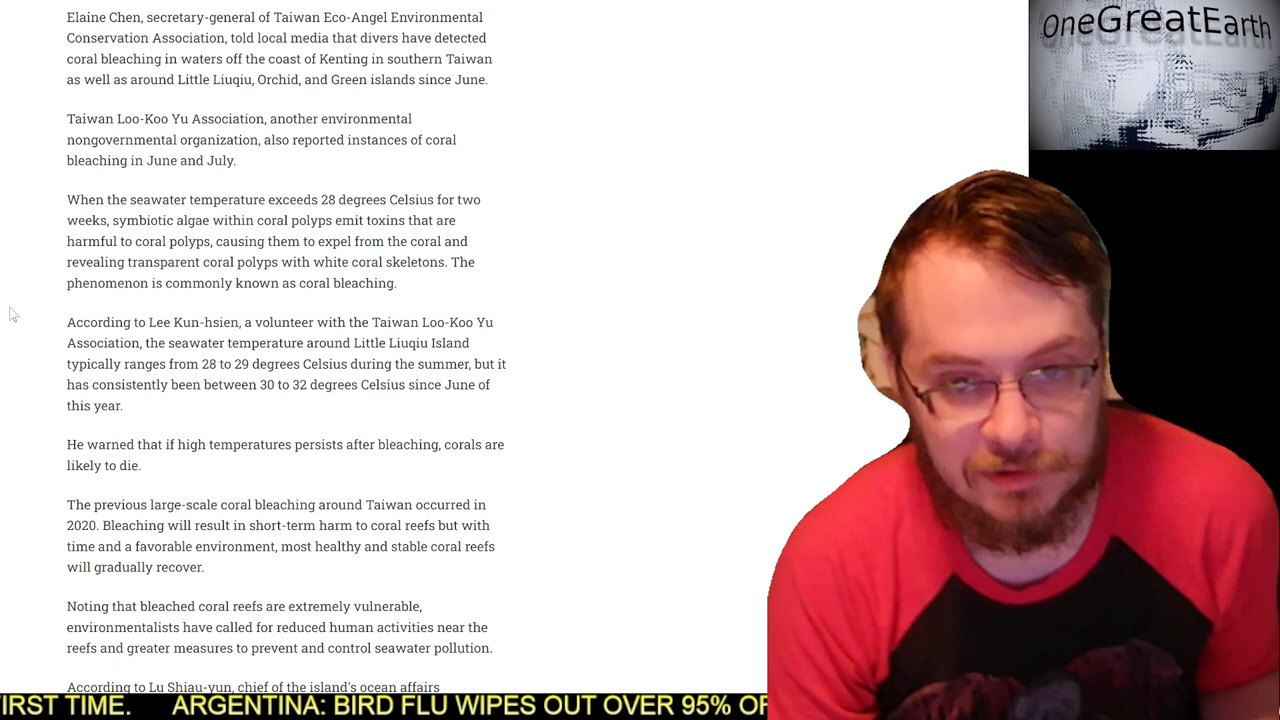 Elaine Chen, secretary-general of Taiwan Eco-Angel Environmental
Conservation Association, told local media that divers have detected
coral bleaching in waters off the coast of Kenting in southern Taiwan
as well as around Little Liuqiu, Orchid, and Green islands since June.
Taiwan Loo-Koo Yu Association, another environmental
nongovernmental organization, also reported instances of coral
bleaching in June and July.
When the seawater temperature exceeds 28 degrees Celsius for two
weeks, symbiotic algae within coral polyps emit toxins that are
harmful to coral polyps, causing them to expel from the coral and
revealing transparent coral polyps with white coral skeletons. The
phenomenon is commonly known as coral bleaching.
According to Lee Kun-hsien, a volunteer with the Taiwan Loo-Koo Yu
Association, the seawater temperature around Little Liuqiu Island
typically ranges from 28 to 29 degrees Celsius during the summer, but it
has consistently been between 30 to 32 degrees Celsius since June of
this year.
He warned that if high temperatures persists after bleaching, corals are
likely to die.
The previous large-scale coral bleaching around Taiwan occurred in
2020. Bleaching will result in short-term harm to coral reefs but with
time and a favorable environment, most healthy and stable coral reefs
will gradually recover.
Noting that bleached coral reefs are extremely vulnerable,
environmentalists have called for reduced human activities near the
reefs and greater measures to prevent and control seawater pollution.
According to Lu Shiau-yun, chief of the island's ocean affairs
OneGreatEarth
IRST TIME. ARGENTINA: BIRD FLU WIPES OUT OVER 95% OF